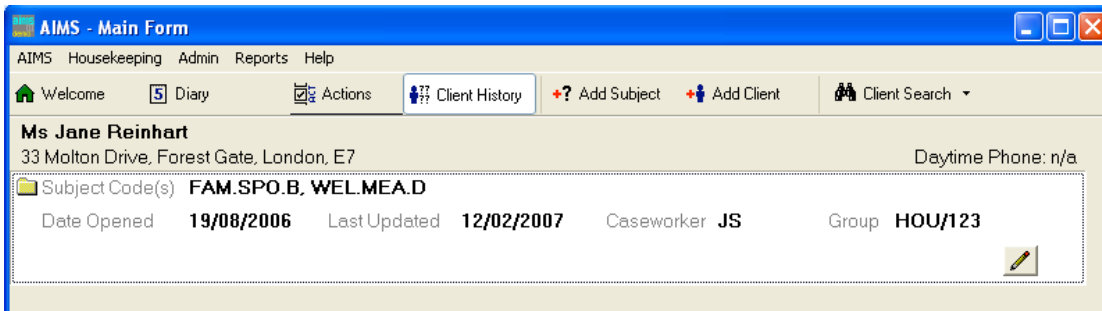 AIMS - Main Form
AIMS Housekeeping Admin Reports Help
Welcome 5 Diary Actions Client History +? Add Subject + Add Client Client Search
Ms Jane Reinhart
33 Molton Drive, Forest Gate, London, E7 Daytime Phone: n/a
Subject Code(s) FAM.SPO.B, WEL.MEA.D
Date Opened 19/08/2006 Last Updated 12/02/2007 Caseworker JS Group HOU/123